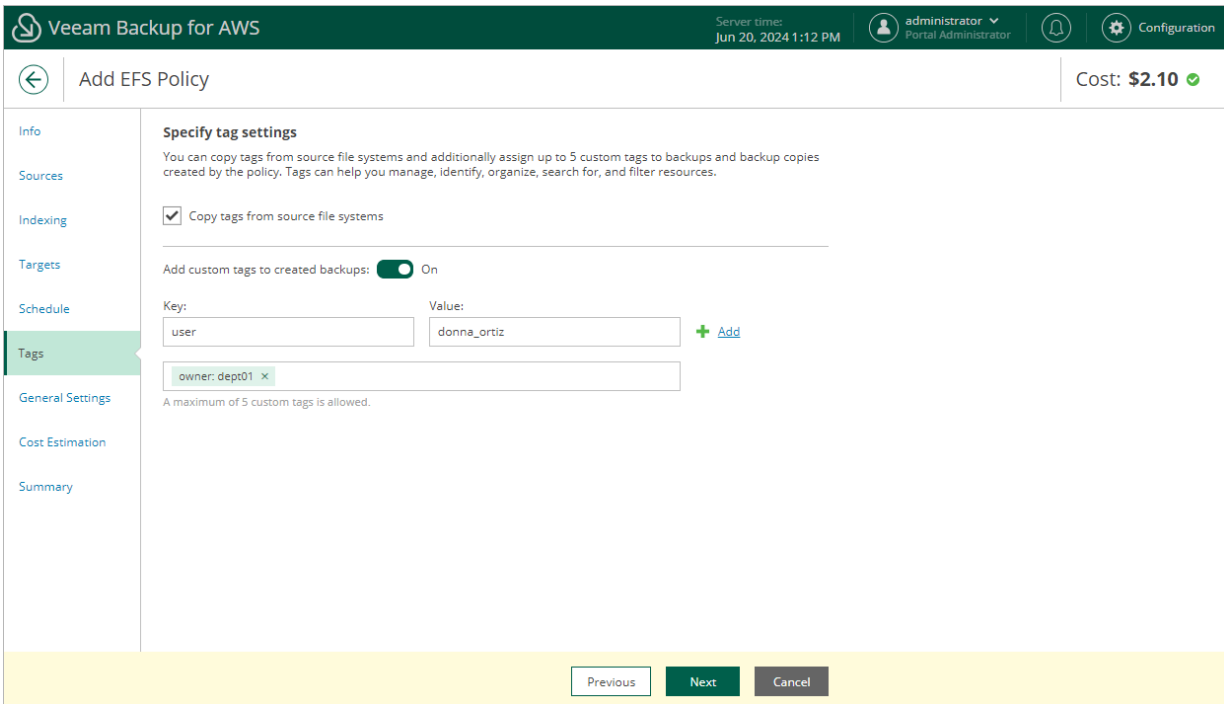 Veeam Backup for AWS
Server time:
Jun 20, 2024 1:12 PM
administrator
Portal Administrator
Configuration
Add EFS Policy
Cost: $2.10
Info
Sources
Indexing
Targets
Schedule
Tags
General Settings
Cost Estimation
Summary
Specify tag settings
You can copy tags from source file systems and additionally assign up to 5 custom tags to backups and backup copies
created by the policy. Tags can help you manage, identify, organize, search for, and filter resources.
Copy tags from source file systems
Add custom tags to created backups: On
Key: Value:
user donna_ortiz Add
owner: dept01 ×
A maximum of 5 custom tags is allowed.
Previous Next Cancel